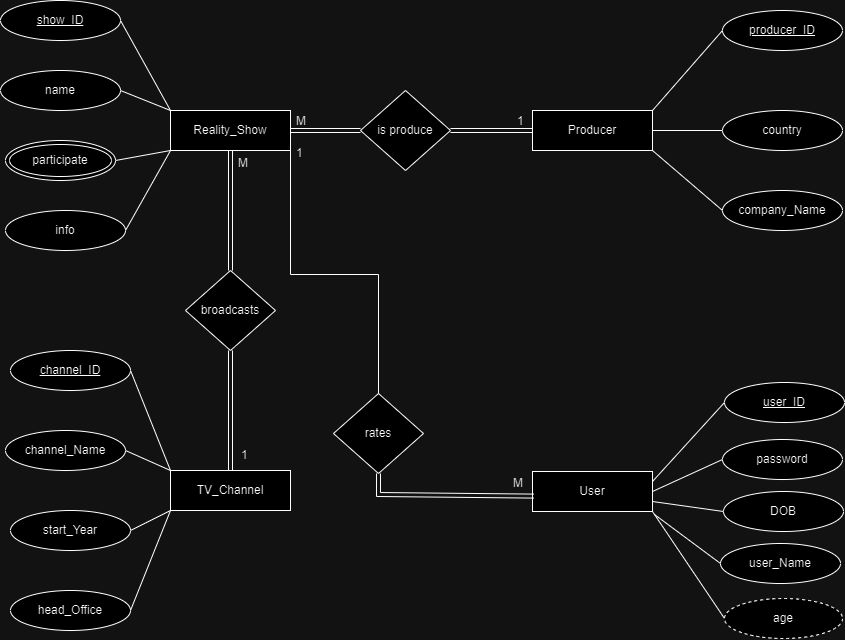 show_ID
producer_ID
name
M
1
Reality_Show
is produce
Producer
country
participate
M
1
info
company_Name
broadcasts
channel_ID
user_ID
channel_Name
1
rates
password
M
TV_Channel
User
DOB
start_Year
user_Name
head_Office
age